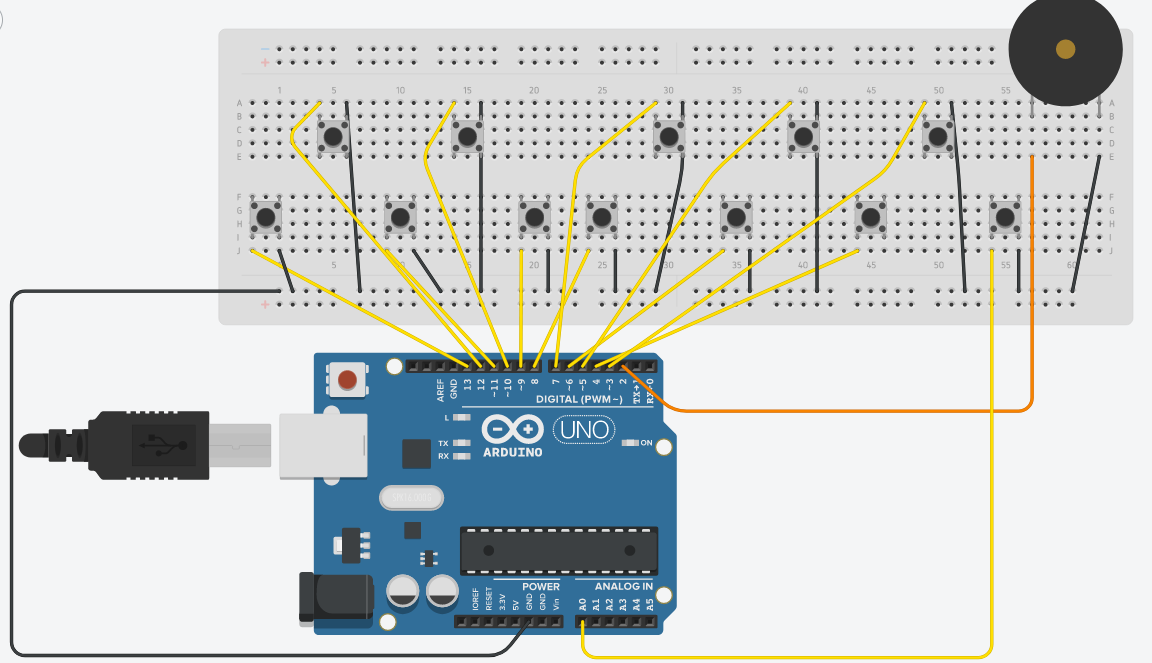 − −
+ +
1 5 10 15 20 25 30 35 40 45 50 55
A A
B B
C C
D D
E E
F F
G G
H H
I I
J J
5 15 20 25 30 35 40 45 50 55 60
+
AREF
GND
13
12
~11
~10
~9
8
7
~6
~5
4
~3
2
TX→1
DIGITAL (PWM~)
L
TX
RX
UNO
ON
ARDUINO
POWER
ANALOG IN
IOREF
RESET
3.3V
5V
GND
GND
Vin
A0
A1
A2
A3
A4
A5